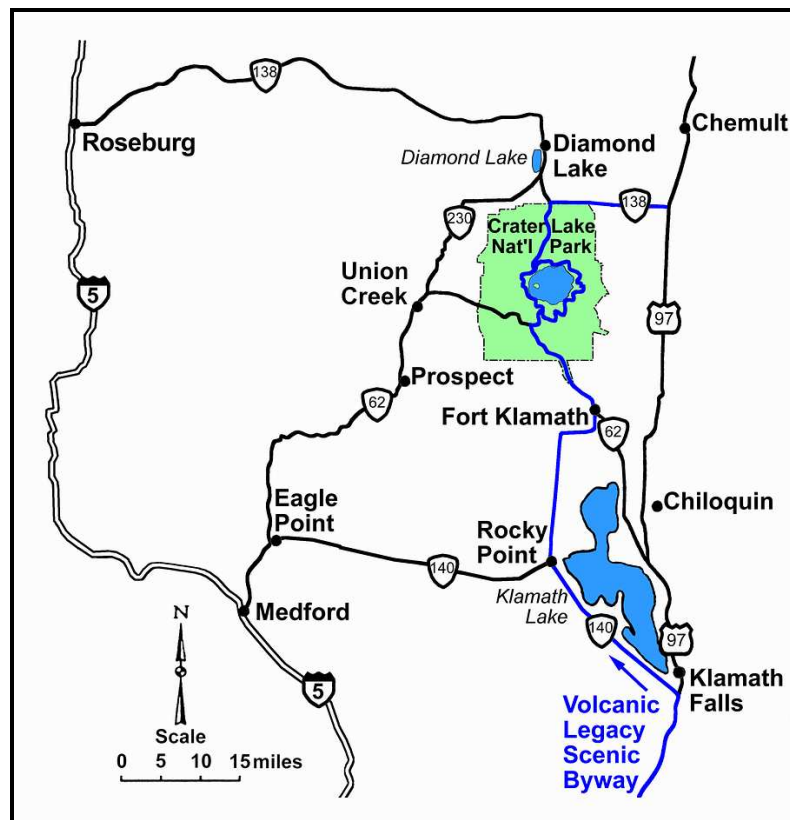 138
Roseburg
Chemult
Diamond
Lake
Diamond Lake
138
230
Crater Lake
Nat'l Park
Union
Creek
5
97
Prospect
62
Fort Klamath
62
Eagle
Point
Chiloquin
Rocky
Point
140
Klamath
Lake
Medford
140
97
Klamath
Falls
N
5
Volcanic
Legacy
Scenic
Byway
Scale
0 5 10 15 miles